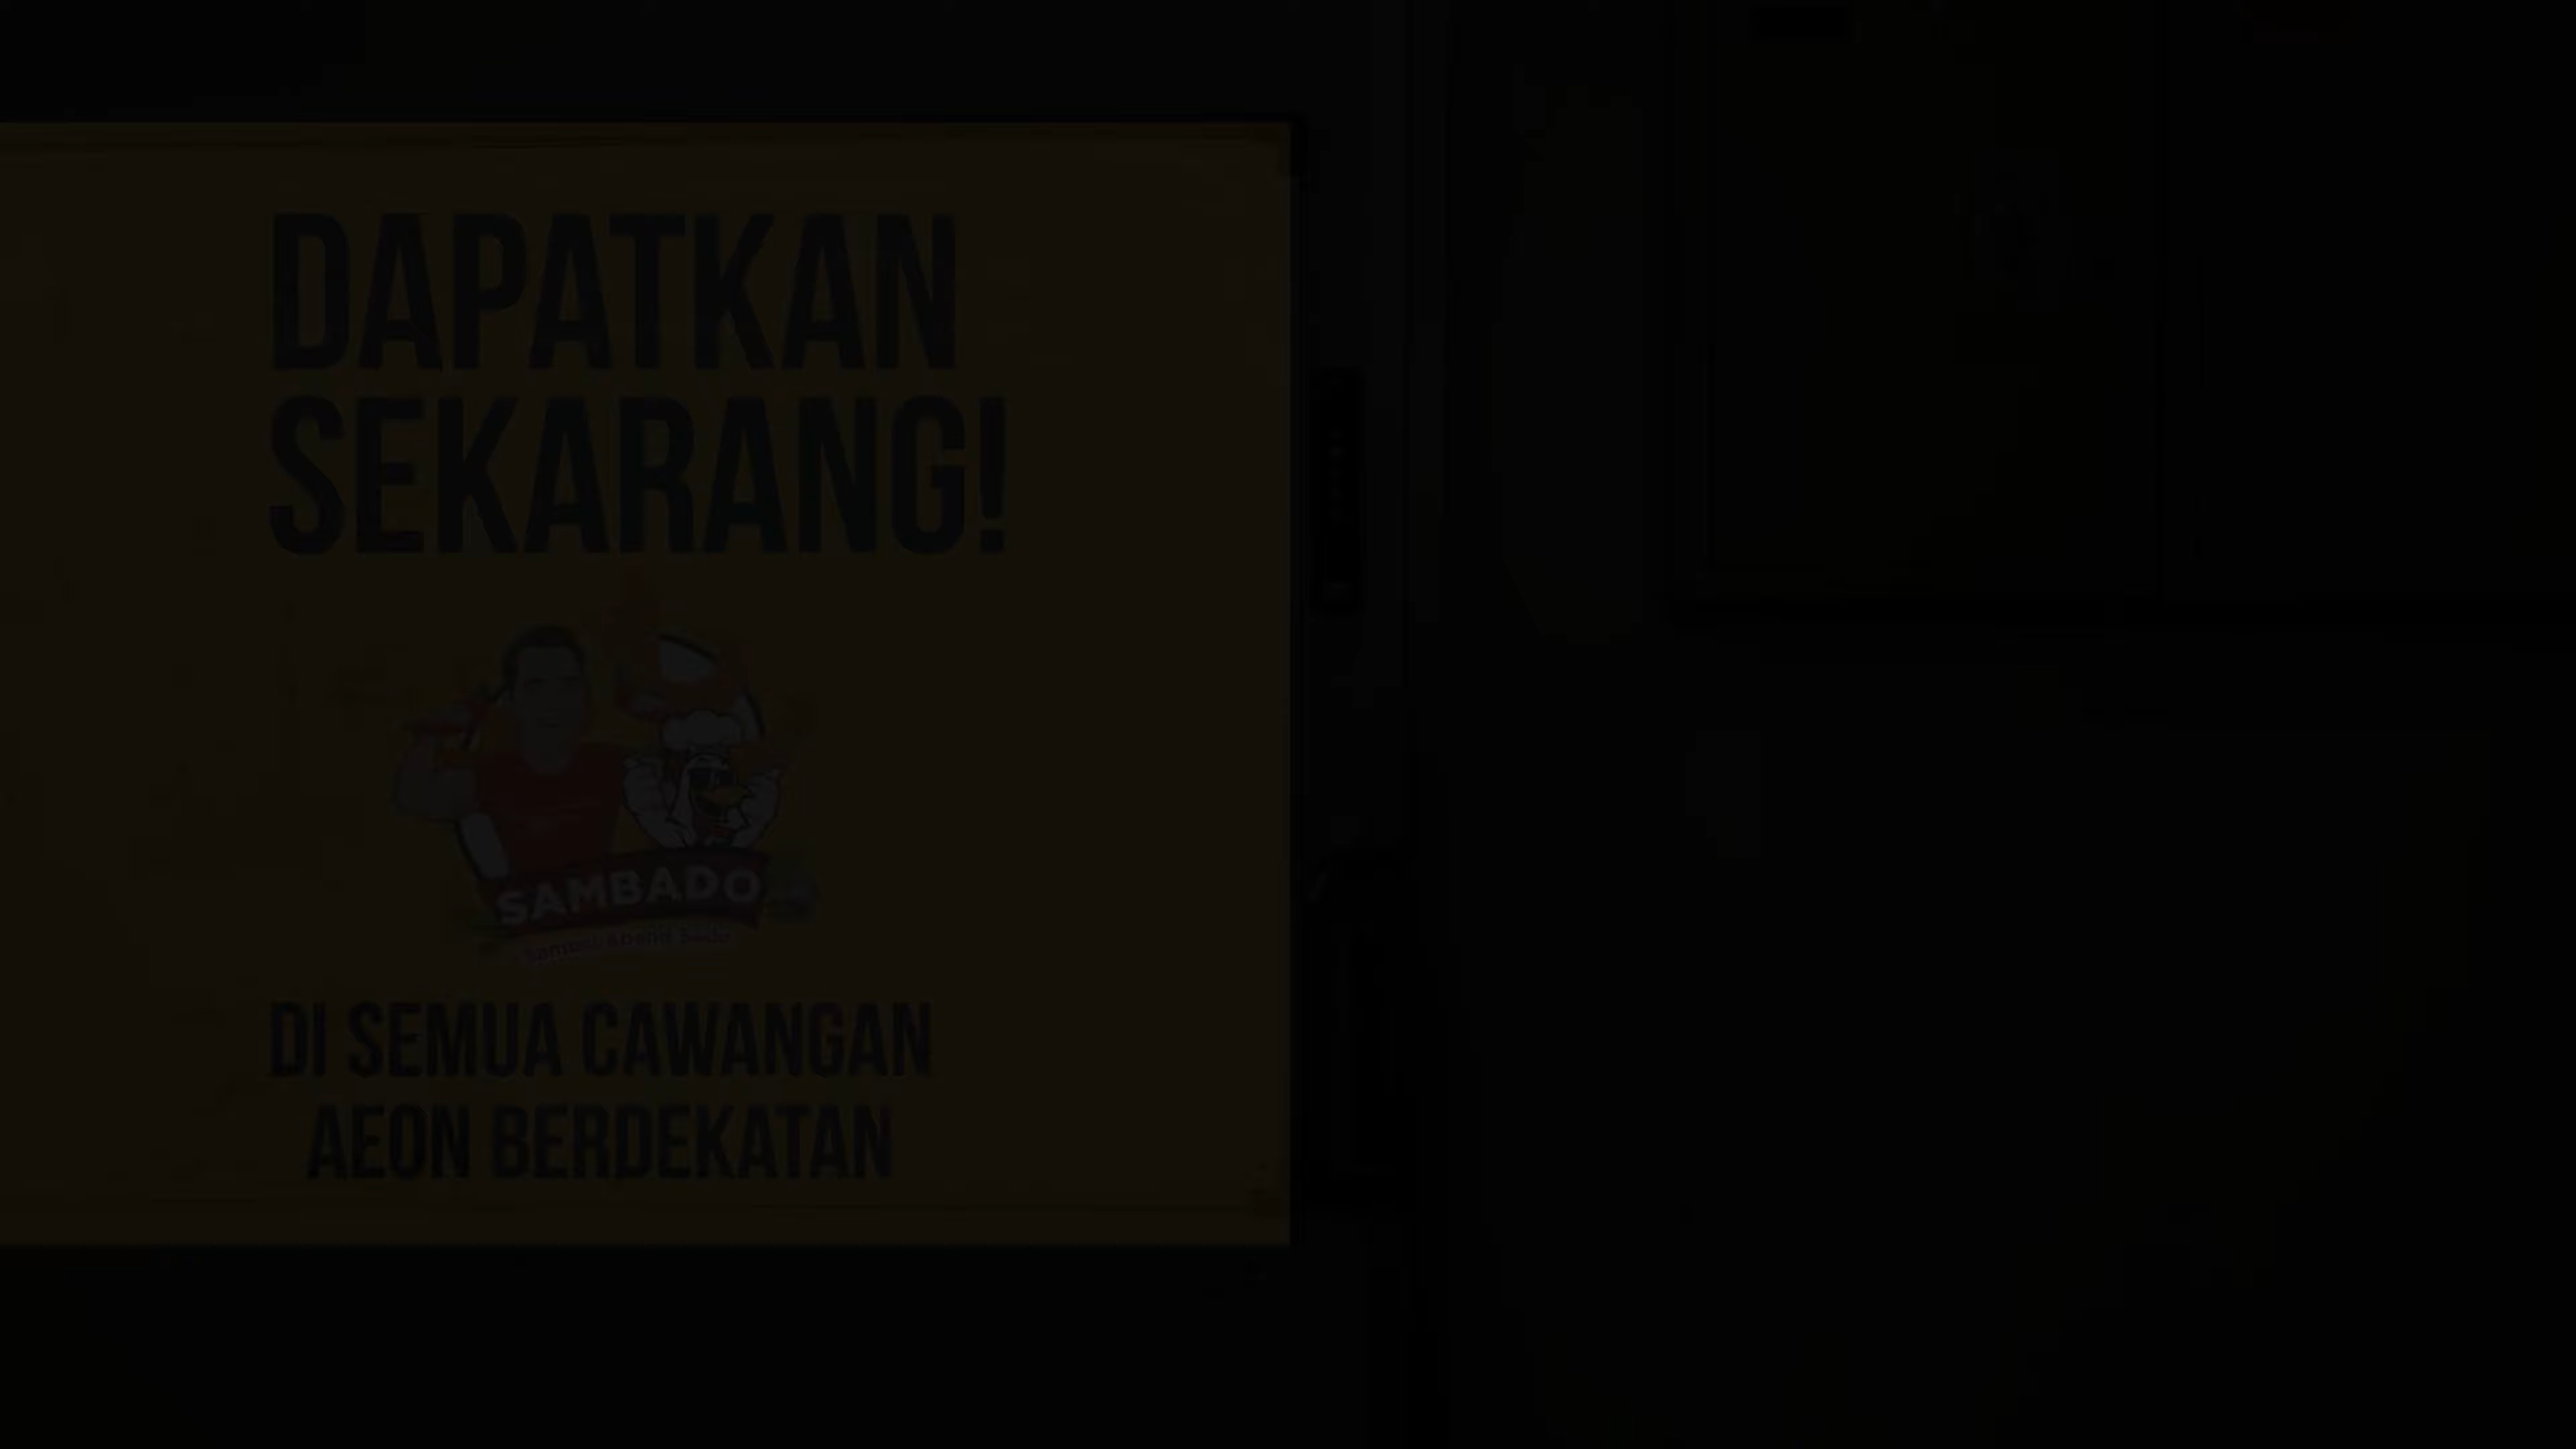 DAPATKAN
SEKARANG!
SAMBADO
DI SEMUA CAWANGAN
AEON BERDEKATAN